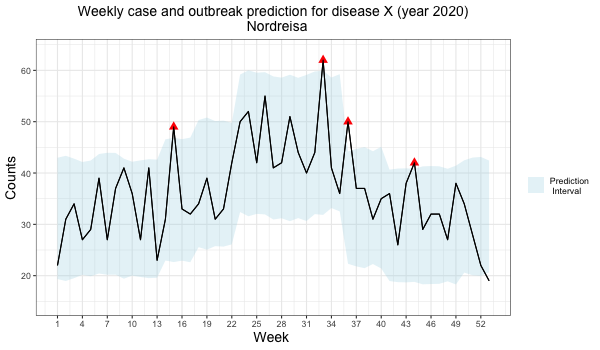 Weekly case and outbreak prediction for disease X (year 2020)
Nordreisa
Counts
60
50
40
30
20
1 4 7 10 13 16 19 22 25 28 31 34 37 40 43 46 49 52
Week
Prediction
Interval